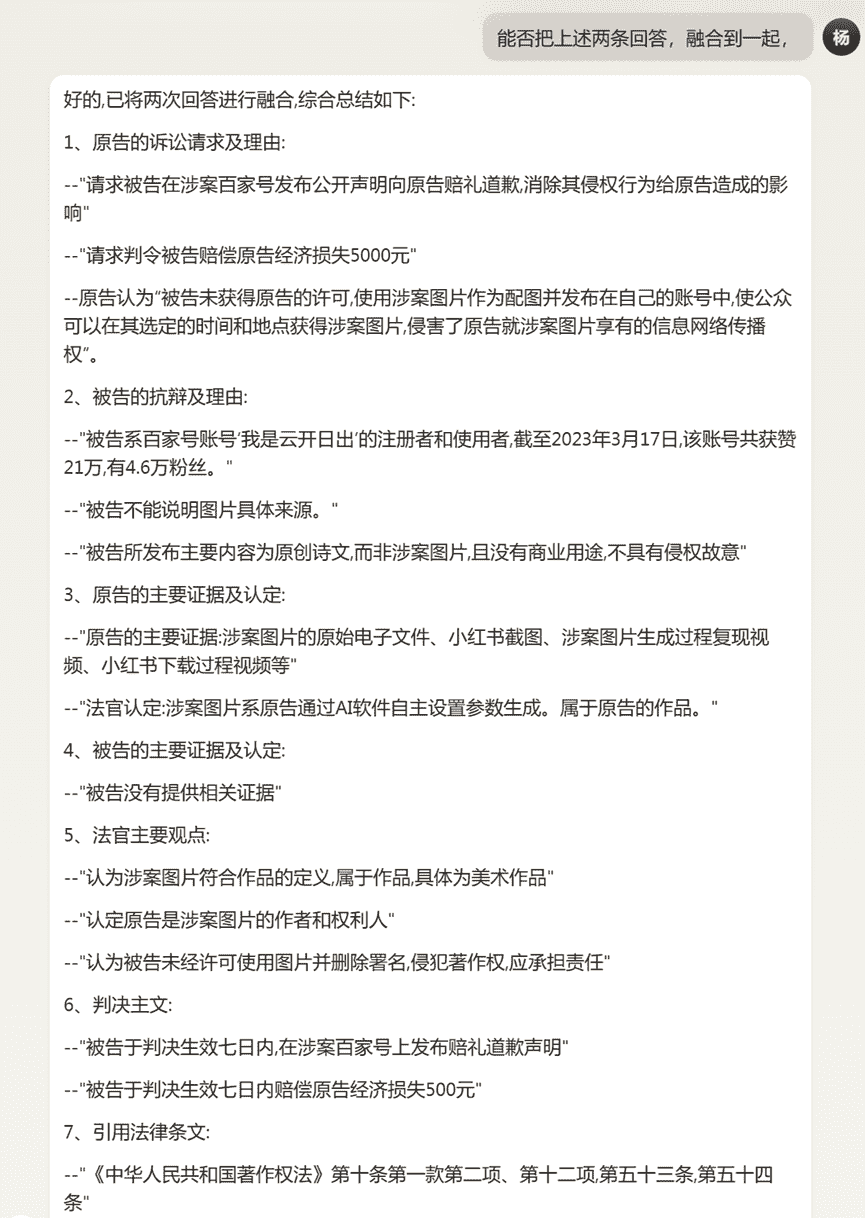 能否把上述两条回答，融合到一起，
杨
好的,已将两次回答进行融合,综合总结如下:
1、原告的诉讼请求及理由:
--"请求被告在涉案百家号发布公开声明向原告赔礼道歉,消除其侵权行为给原告造成的影
响"
--"请求判令被告赔偿原告经济损失5000元"
--原告认为“被告未获得原告的许可,使用涉案图片作为配图并发布在自己的账号中,使公众
可以在其选定的时间和地点获得涉案图片,侵害了原告就涉案图片享有的信息网络传播
权”。
2、被告的抗辩及理由:
--"被告系百家号账号‘我是云开日出’的注册者和使用者,截至2023年3月17日,该账号共获赞
21万,有4.6万粉丝。"
--"被告不能说明图片具体来源。"
--"被告所发布主要内容为原创诗文,而非涉案图片,且没有商业用途,不具有侵权故意"
3、原告的主要证据及认定:
--"原告的主要证据:涉案图片的原始电子文件、小红书截图、涉案图片生成过程复现视
频、小红书下载过程视频等"
--"法官认定:涉案图片系原告通过AI软件自主设置参数生成。属于原告的作品。"
4、被告的主要证据及认定:
--"被告没有提供相关证据"
5、法官主要观点:
--"认为涉案图片符合作品的定义,属于作品,具体为美术作品"
--"认定原告是涉案图片的作者和权利人"
--"认为被告未经许可使用图片并删除署名,侵犯著作权,应承担责任"
6、判决主文:
--"被告于判决生效七日内,在涉案百家号上发布赔礼道歉声明"
--"被告于判决生效七日内赔偿原告经济损失500元"
7、引用法律条文:
--"《中华人民共和国著作权法》第十条第一款第二项、第十二项,第五十三条,第五十四
条"